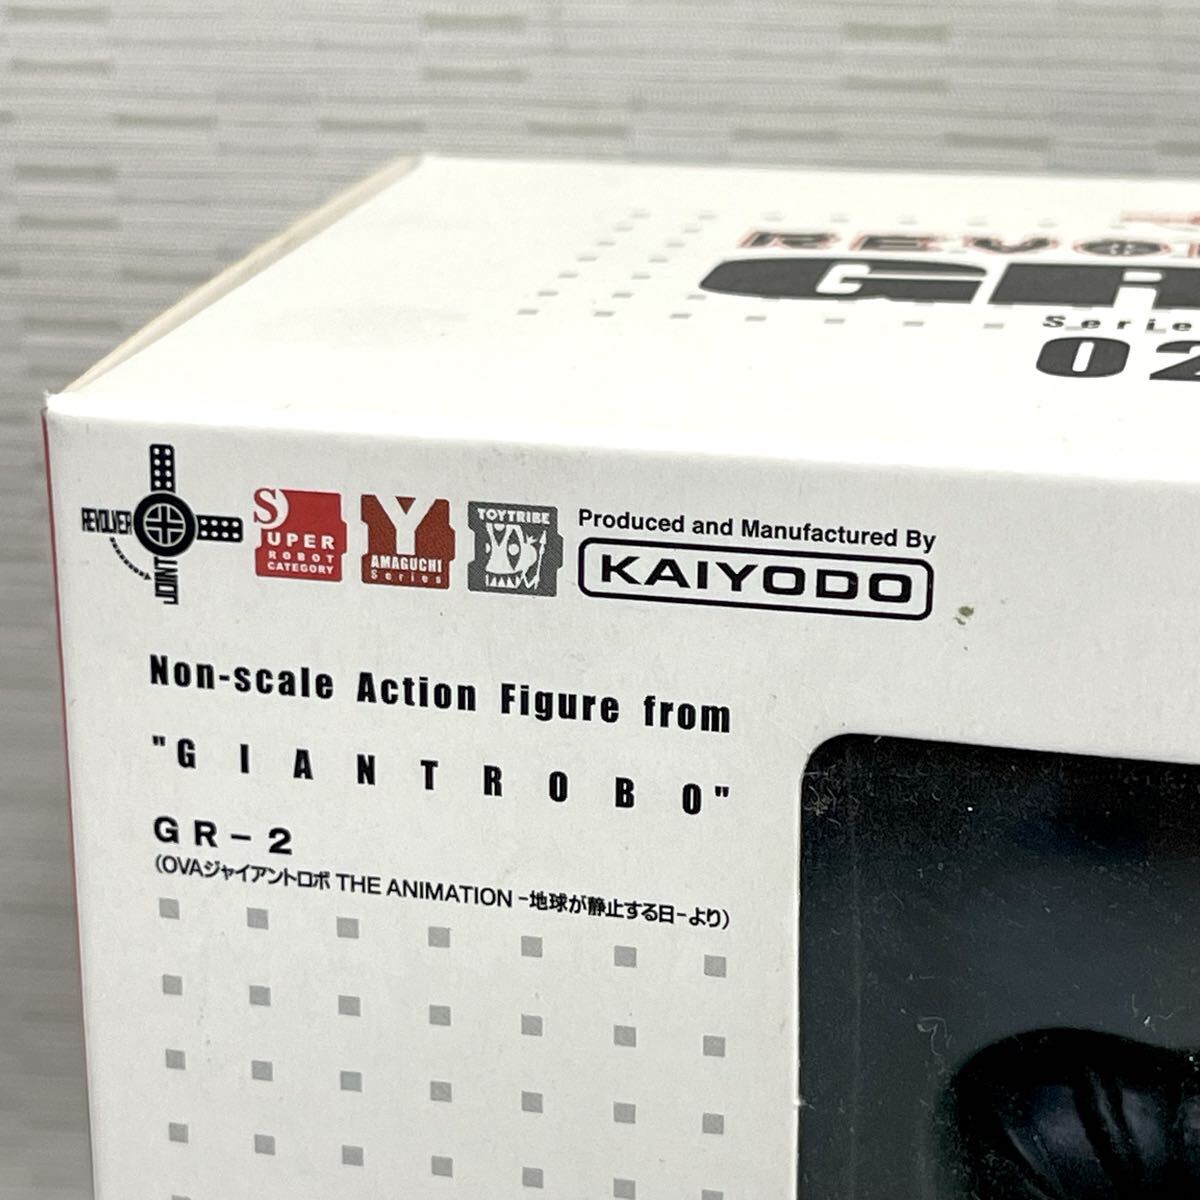 GR
Serie
02
REVOLVER
JOINT
SUPER
ROBOT
CATEGORY
YAMAGUCHI
Series
TOYTRIBE
Produced and Manufactured By
KAIYODO
Non-scale Action Figure from
"GIANT ROBO"
GR-2
(OVAジャイアントロボ THE ANIMATION -地球が静止する日-より)